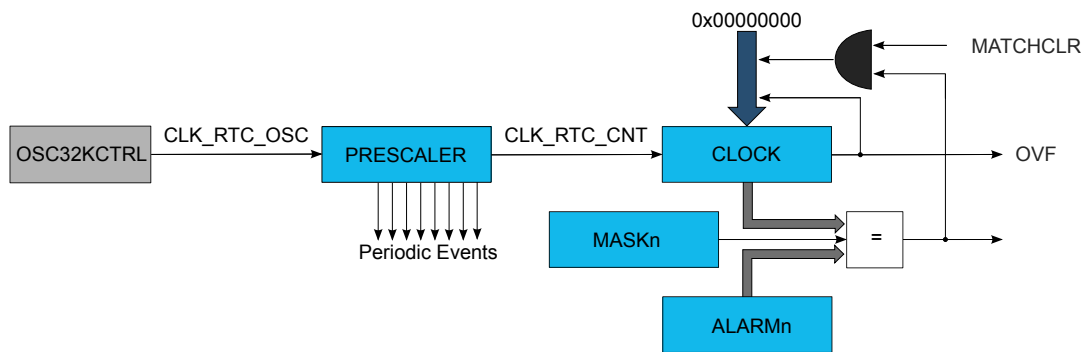 0x00000000
MATCHCLR
OSC32KCTRL
CLK_RTC_OSC
PRESCALER
CLK_RTC_CNT
CLOCK
OVF
Periodic Events
MASKn
=
ALARMn